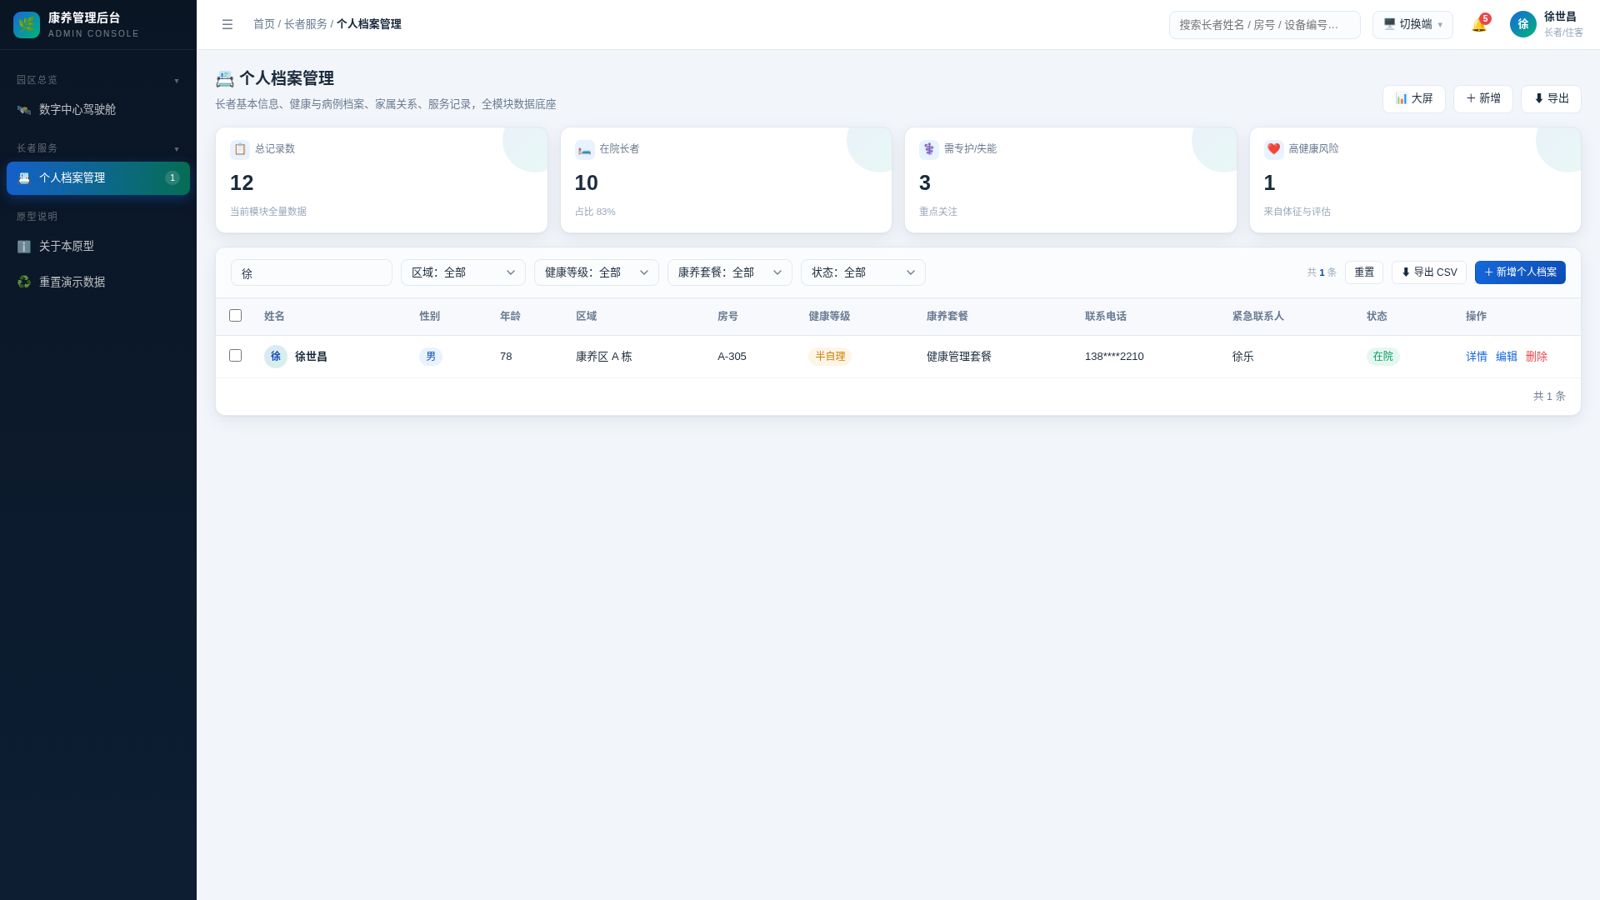 康养管理后台
ADMIN CONSOLE
园区总览
数字中心驾驶舱
长者服务
个人档案管理 1
原型说明
关于本原型
重置演示数据
首页 / 长者服务 / 个人档案管理
搜索长者姓名 / 房号 / 设备编号…
切换端
5
徐
徐世昌
长者/住客
个人档案管理
长者基本信息、健康与病例档案、家属关系、服务记录，全模块数据底座
大屏
＋ 新增
⬇ 导出
总记录数
12
当前模块全量数据
在院长者
10
占比 83%
需专护/失能
3
重点关注
高健康风险
1
来自体征与评估
徐
区域：全部
健康等级：全部
康养套餐：全部
状态：全部
共 1 条
重置
⬇ 导出 CSV
＋ 新增个人档案
姓名 性别 年龄 区域 房号 健康等级 康养套餐 联系电话 紧急联系人 状态 操作
徐 徐世昌 男 78 康养区 A 栋 A-305 半自理 健康管理套餐 138****2210 徐乐 在院 详情 编辑 删除
共 1 条